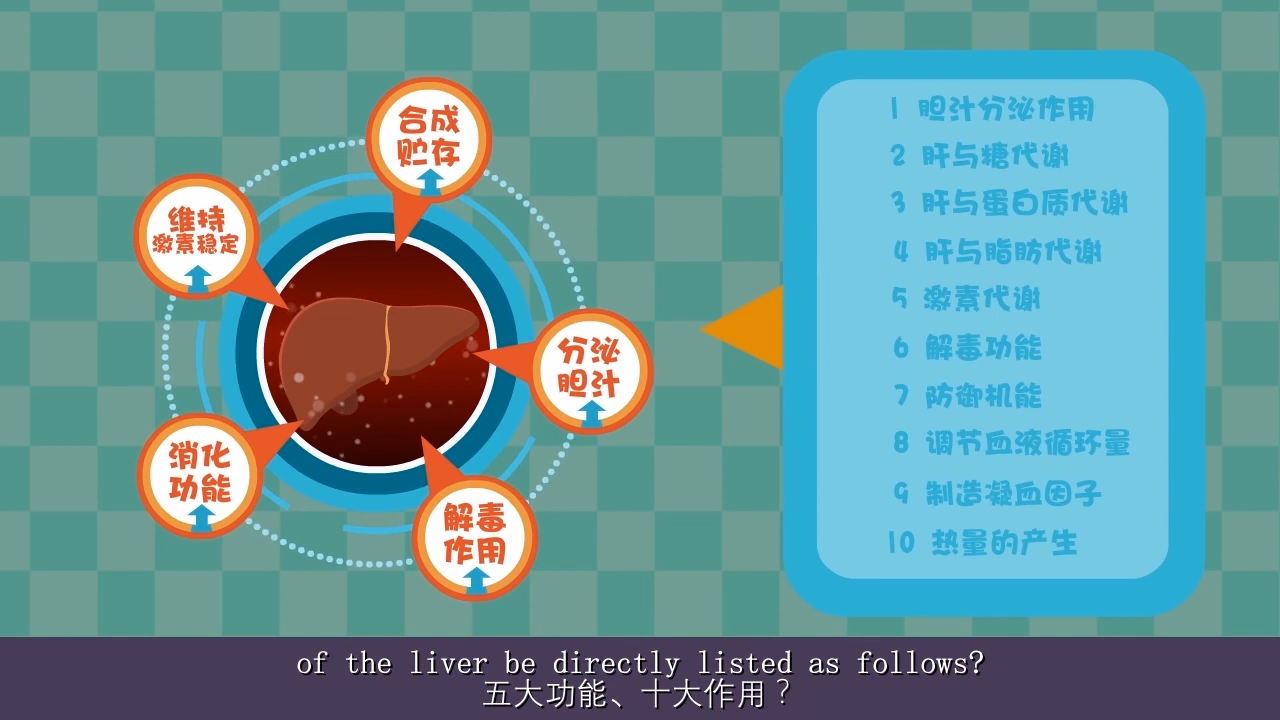 合成
贮存
维持
激素稳定
分泌
胆汁
消化
功能
解毒
作用
1 胆汁分泌作用
2 肝与糖代谢
3 肝与蛋白质代谢
4 肝与脂肪代谢
5 激素代谢
6 解毒功能
7 防御机能
8 调节血液循环量
9 制造凝血因子
10 热量的产生
of the liver be directly listed as follows?
五大功能、十大作用？